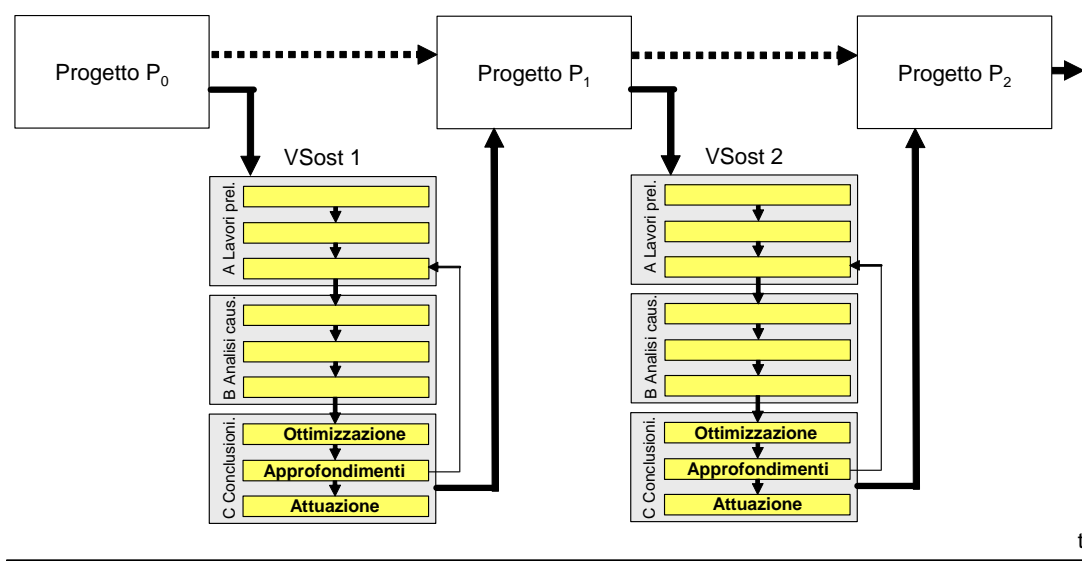 Progetto P0
Progetto P1
Progetto P2
VSost 1
VSost 2
A Lavori prel.
B Analisi caus.
C Conclusioni.
Ottimizzazione
Approfondimenti
Attuazione
A Lavori prel.
B Analisi caus.
C Conclusioni.
Ottimizzazione
Approfondimenti
Attuazione
t